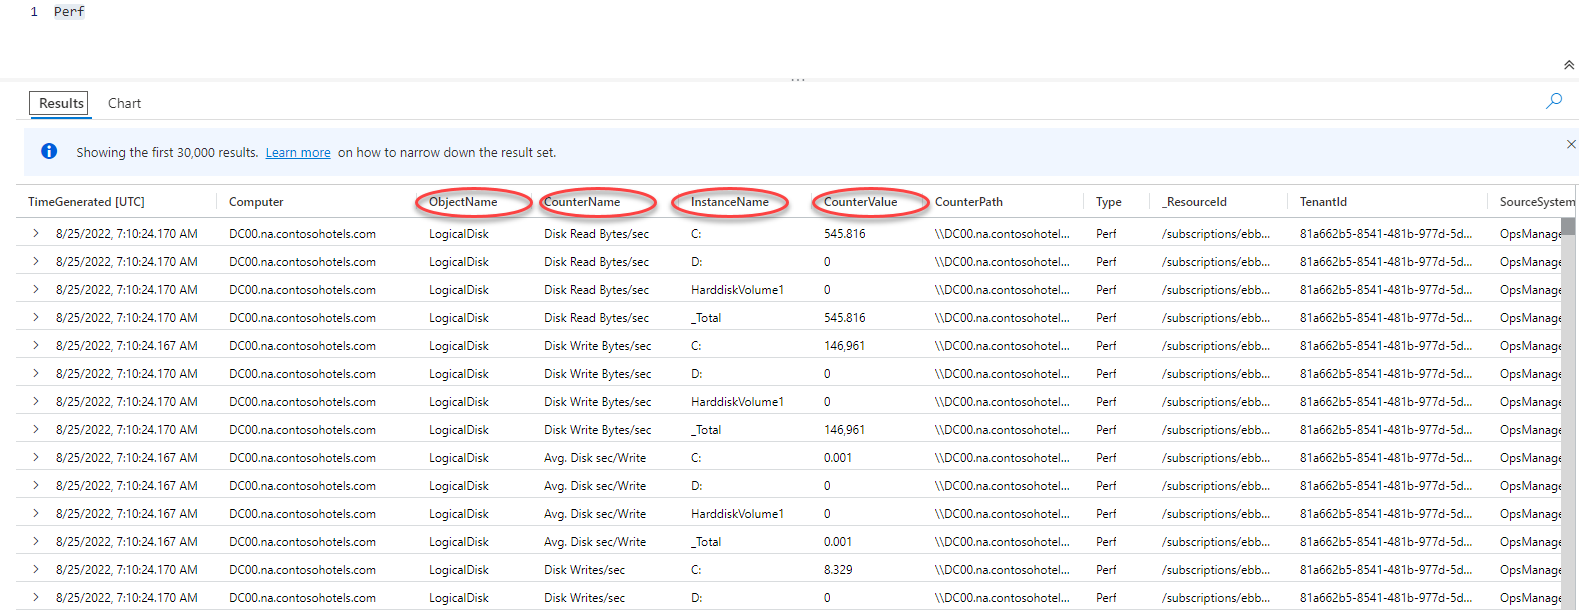 1 Perf
...
Results Chart
Showing the first 30,000 results. Learn more on how to narrow down the result set.
TimeGenerated [UTC] Computer ObjectName CounterName InstanceName CounterValue CounterPath Type _ResourceId TenantId SourceSystem
8/25/2022, 7:10:24.170 AM DC00.na.contosohotels.com LogicalDisk Disk Read Bytes/sec C: 545.816 \\DC00.na.contosohotel... Perf /subscriptions/ebb... 81a662b5-8541-481b-977d-5d... OpsManage
8/25/2022, 7:10:24.170 AM DC00.na.contosohotels.com LogicalDisk Disk Read Bytes/sec D: 0 \\DC00.na.contosohotel... Perf /subscriptions/ebb... 81a662b5-8541-481b-977d-5d... OpsManage
8/25/2022, 7:10:24.170 AM DC00.na.contosohotels.com LogicalDisk Disk Read Bytes/sec HarddiskVolume1 0 \\DC00.na.contosohotel... Perf /subscriptions/ebb... 81a662b5-8541-481b-977d-5d... OpsManage
8/25/2022, 7:10:24.170 AM DC00.na.contosohotels.com LogicalDisk Disk Read Bytes/sec _Total 545.816 \\DC00.na.contosohotel... Perf /subscriptions/ebb... 81a662b5-8541-481b-977d-5d... OpsManage
8/25/2022, 7:10:24.167 AM DC00.na.contosohotels.com LogicalDisk Disk Write Bytes/sec C: 146,961 \\DC00.na.contosohotel... Perf /subscriptions/ebb... 81a662b5-8541-481b-977d-5d... OpsManage
8/25/2022, 7:10:24.170 AM DC00.na.contosohotels.com LogicalDisk Disk Write Bytes/sec D: 0 \\DC00.na.contosohotel... Perf /subscriptions/ebb... 81a662b5-8541-481b-977d-5d... OpsManage
8/25/2022, 7:10:24.170 AM DC00.na.contosohotels.com LogicalDisk Disk Write Bytes/sec HarddiskVolume1 0 \\DC00.na.contosohotel... Perf /subscriptions/ebb... 81a662b5-8541-481b-977d-5d... OpsManage
8/25/2022, 7:10:24.170 AM DC00.na.contosohotels.com LogicalDisk Disk Write Bytes/sec _Total 146,961 \\DC00.na.contosohotel... Perf /subscriptions/ebb... 81a662b5-8541-481b-977d-5d... OpsManage
8/25/2022, 7:10:24.167 AM DC00.na.contosohotels.com LogicalDisk Avg. Disk sec/Write C: 0.001 \\DC00.na.contosohotel... Perf /subscriptions/ebb... 81a662b5-8541-481b-977d-5d... OpsManage
8/25/2022, 7:10:24.167 AM DC00.na.contosohotels.com LogicalDisk Avg. Disk sec/Write D: 0 \\DC00.na.contosohotel... Perf /subscriptions/ebb... 81a662b5-8541-481b-977d-5d... OpsManage
8/25/2022, 7:10:24.167 AM DC00.na.contosohotels.com LogicalDisk Avg. Disk sec/Write HarddiskVolume1 0 \\DC00.na.contosohotel... Perf /subscriptions/ebb... 81a662b5-8541-481b-977d-5d... OpsManage
8/25/2022, 7:10:24.167 AM DC00.na.contosohotels.com LogicalDisk Avg. Disk sec/Write _Total 0.001 \\DC00.na.contosohotel... Perf /subscriptions/ebb... 81a662b5-8541-481b-977d-5d... OpsManage
8/25/2022, 7:10:24.170 AM DC00.na.contosohotels.com LogicalDisk Disk Writes/sec C: 8.329 \\DC00.na.contosohotel... Perf /subscriptions/ebb... 81a662b5-8541-481b-977d-5d... OpsManage
8/25/2022, 7:10:24.170 AM DC00.na.contosohotels.com LogicalDisk Disk Writes/sec D: 0 \\DC00.na.contosohotel... Perf /subscriptions/ebb... 81a662b5-8541-481b-977d-5d... OpsManage